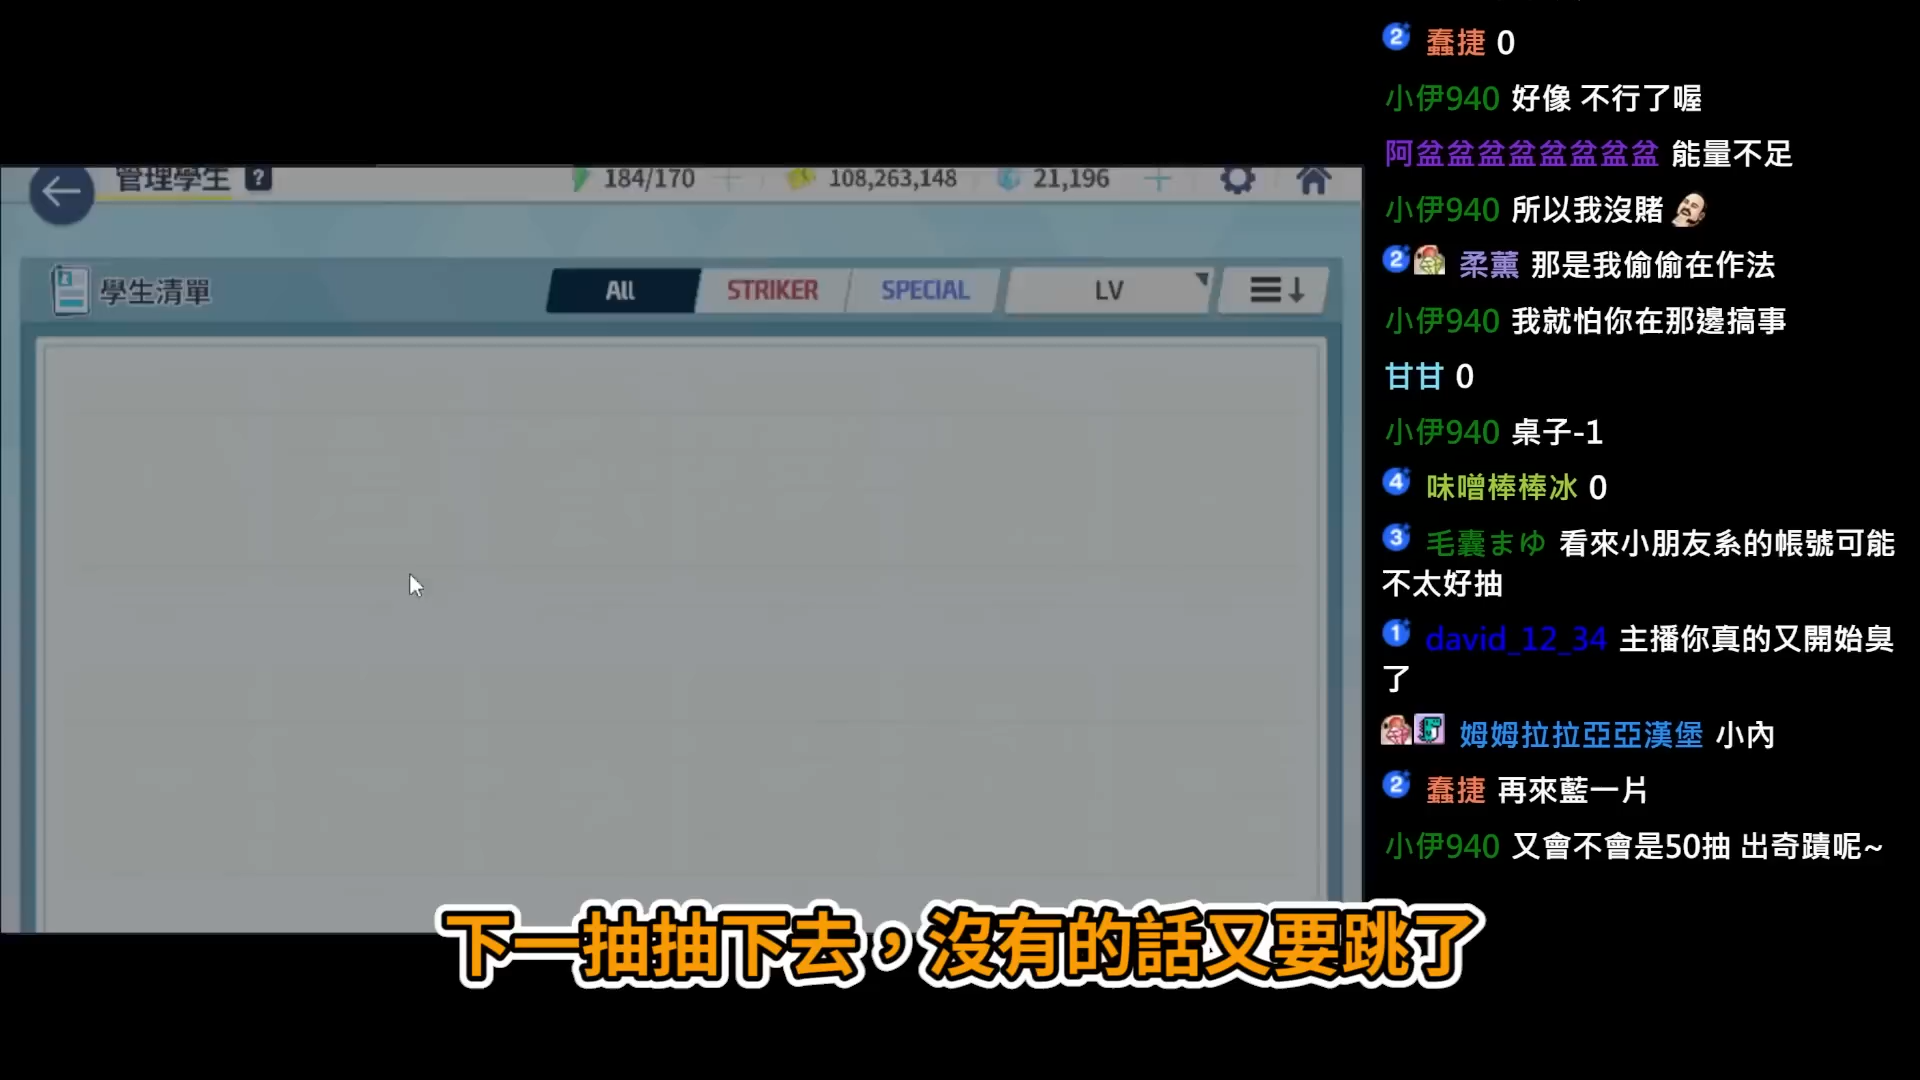 管理學生 ?
184/170
108,263,148
21,196
學生清單
All
STRIKER
SPECIAL
LV
2 蠢捷 0
小伊940 好像 不行了喔
阿盆盆盆盆盆盆盆盆 能量不足
小伊940 所以我沒賭
2 柔薰 那是我偷偷在作法
小伊940 我就怕你在那邊搞事
甘甘 0
小伊940 桌子-1
4 味噌棒棒冰 0
3 毛囊まゆ 看來小朋友系的帳號可能
不太好抽
1 david_12_34 主播你真的又開始臭
了
姆姆拉拉亞亞漢堡 小內
2 蠢捷 再來藍一片
小伊940 又會不會是50抽 出奇蹟呢~
下一抽抽下去，沒有的話又要跳了